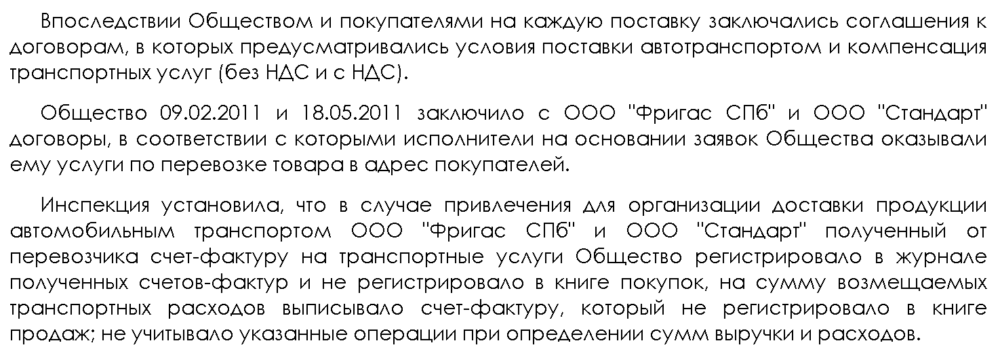 Впоследствии Обществом и покупателями на каждую поставку заключались соглашения к
договорам, в которых предусматривались условия поставки автотранспортом и компенсация
транспортных услуг (без НДС и с НДС).
Общество 09.02.2011 и 18.05.2011 заключило с ООО "Фригас СПб" и ООО "Стандарт"
договоры, в соответствии с которыми исполнители на основании заявок Общества оказывали
ему услуги по перевозке товара в адрес покупателей.
Инспекция установила, что в случае привлечения для организации доставки продукции
автомобильным транспортом ООО "Фригас СПб" и ООО "Стандарт" полученный от
перевозчика счет-фактуру на транспортные услуги Общество регистрировало в журнале
полученных счетов-фактур и не регистрировало в книге покупок, на сумму возмещаемых
транспортных расходов выписывало счет-фактуру, который не регистрировало в книге
продаж; не учитывало указанные операции при определении сумм выручки и расходов.